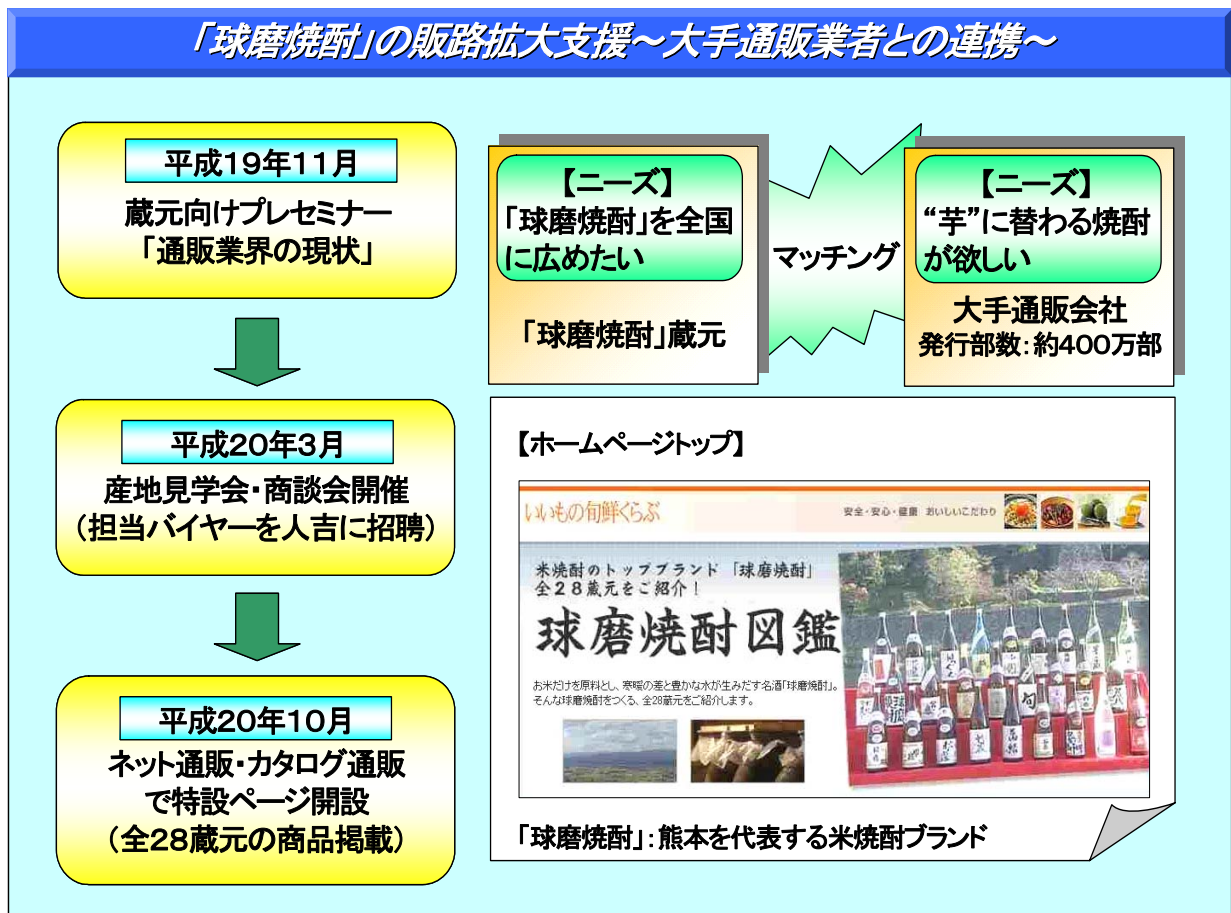 「球磨焼酎」の販路拡大支援～大手通販業者との連携～
平成19年11月
蔵元向けプレセミナー
「通販業界の現状」
平成20年3月
産地見学会・商談会開催
（担当バイヤーを人吉に招聘）
平成20年10月
ネット通販・カタログ通販
で特設ページ開設
（全28蔵元の商品掲載）
【ニーズ】
「球磨焼酎」を全国
に広めたい
「球磨焼酎」蔵元
マッチング
【ニーズ】
“芋”に替わる焼酎
が欲しい
大手通販会社
発行部数：約400万部
【ホームページトップ】
いいもの旬鮮くらぶ
安全・安心・健康 おいしいこだわり
米焼酎のトップブランド 「球磨焼酎」
全28蔵元をご紹介！
球磨焼酎図鑑
お米だけを原料とし、寒暖の差と豊かな水が生みだす名酒「球磨焼酎」。
そんな球磨焼酎をつくる、全28蔵元をご紹介します。
「球磨焼酎」：熊本を代表する米焼酎ブランド